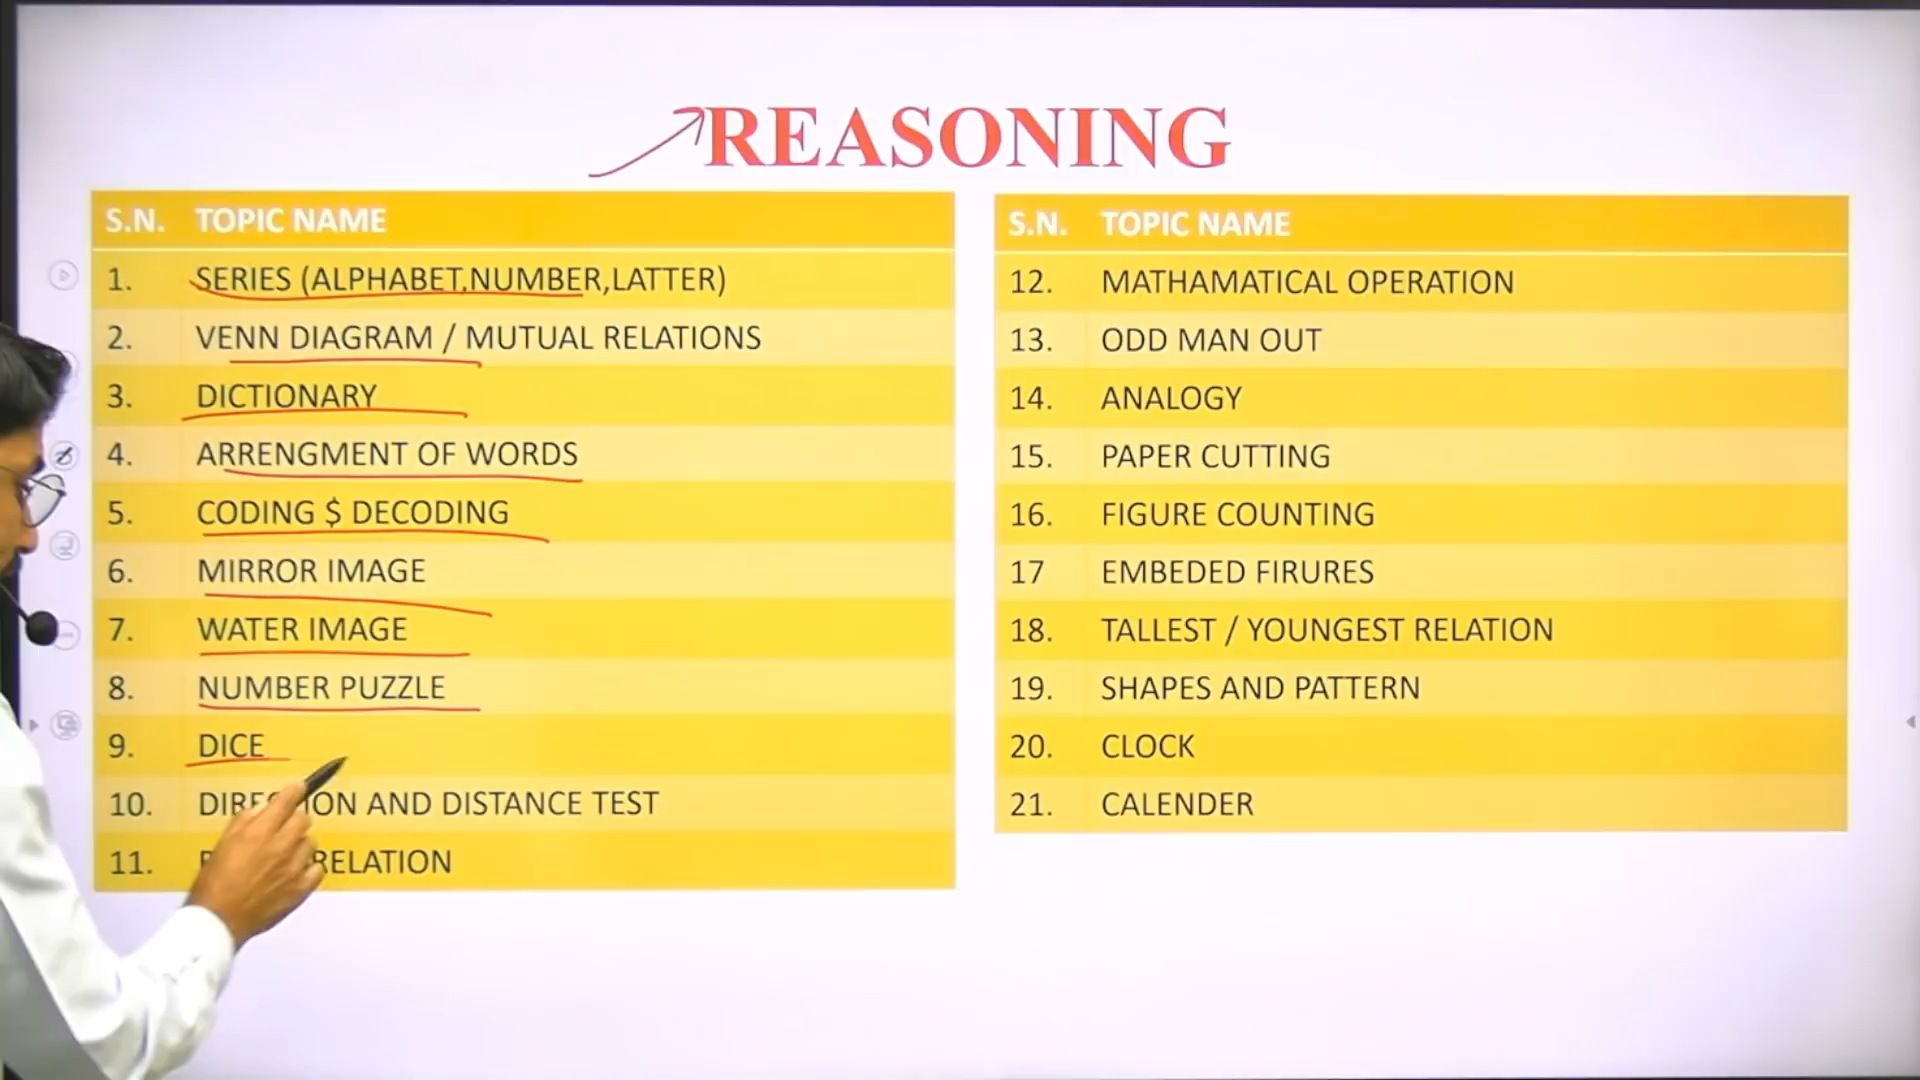 REASONING
S.N. TOPIC NAME
1. SERIES (ALPHABET,NUMBER,LATTER)
2. VENN DIAGRAM / MUTUAL RELATIONS
3. DICTIONARY
4. ARRENGMENT OF WORDS
5. CODING $ DECODING
6. MIRROR IMAGE
7. WATER IMAGE
8. NUMBER PUZZLE
9. DICE
10. AND DISTANCE TEST
11. RELATION
S.N. TOPIC NAME
12. MATHAMATICAL OPERATION
13. ODD MAN OUT
14. ANALOGY
15. PAPER CUTTING
16. FIGURE COUNTING
17 EMBEDED FIRURES
18. TALLEST / YOUNGEST RELATION
19. SHAPES AND PATTERN
20. CLOCK
21. CALENDER